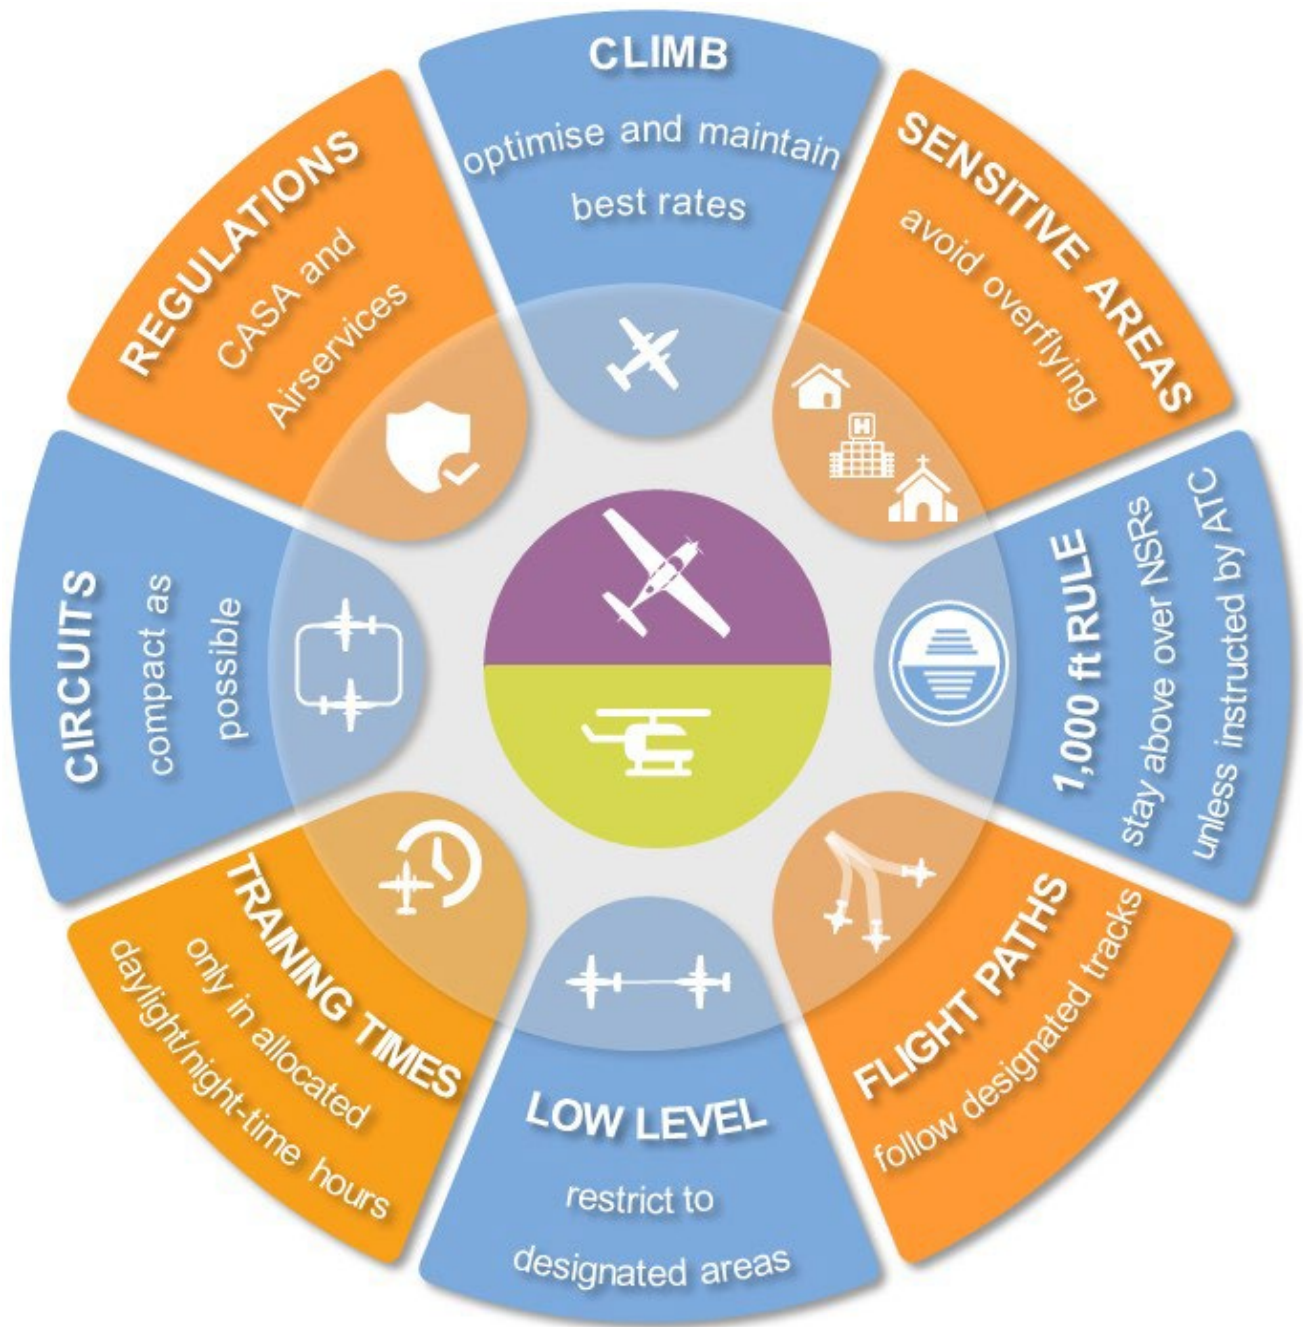 CLIMB
optimise and maintain
best rates
SENSITIVE AREAS
avoid overflying
H
1,000 ft RULE
stay above over NSRs
unless instructed by ATC
FLIGHT PATHS
follow designated tracks
LOW LEVEL
restrict to
designated areas
TRAINING TIMES
only in allocated
daylight/night-time hours
CIRCUITS
compact as
possible
REGULATIONS
CASA and
Airservices